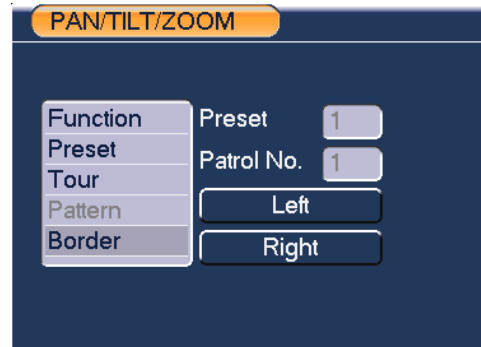 PAN/TILT/ZOOM
Function
Preset
Tour
Pattern
Border
Preset 1
Patrol No. 1
Left
Right